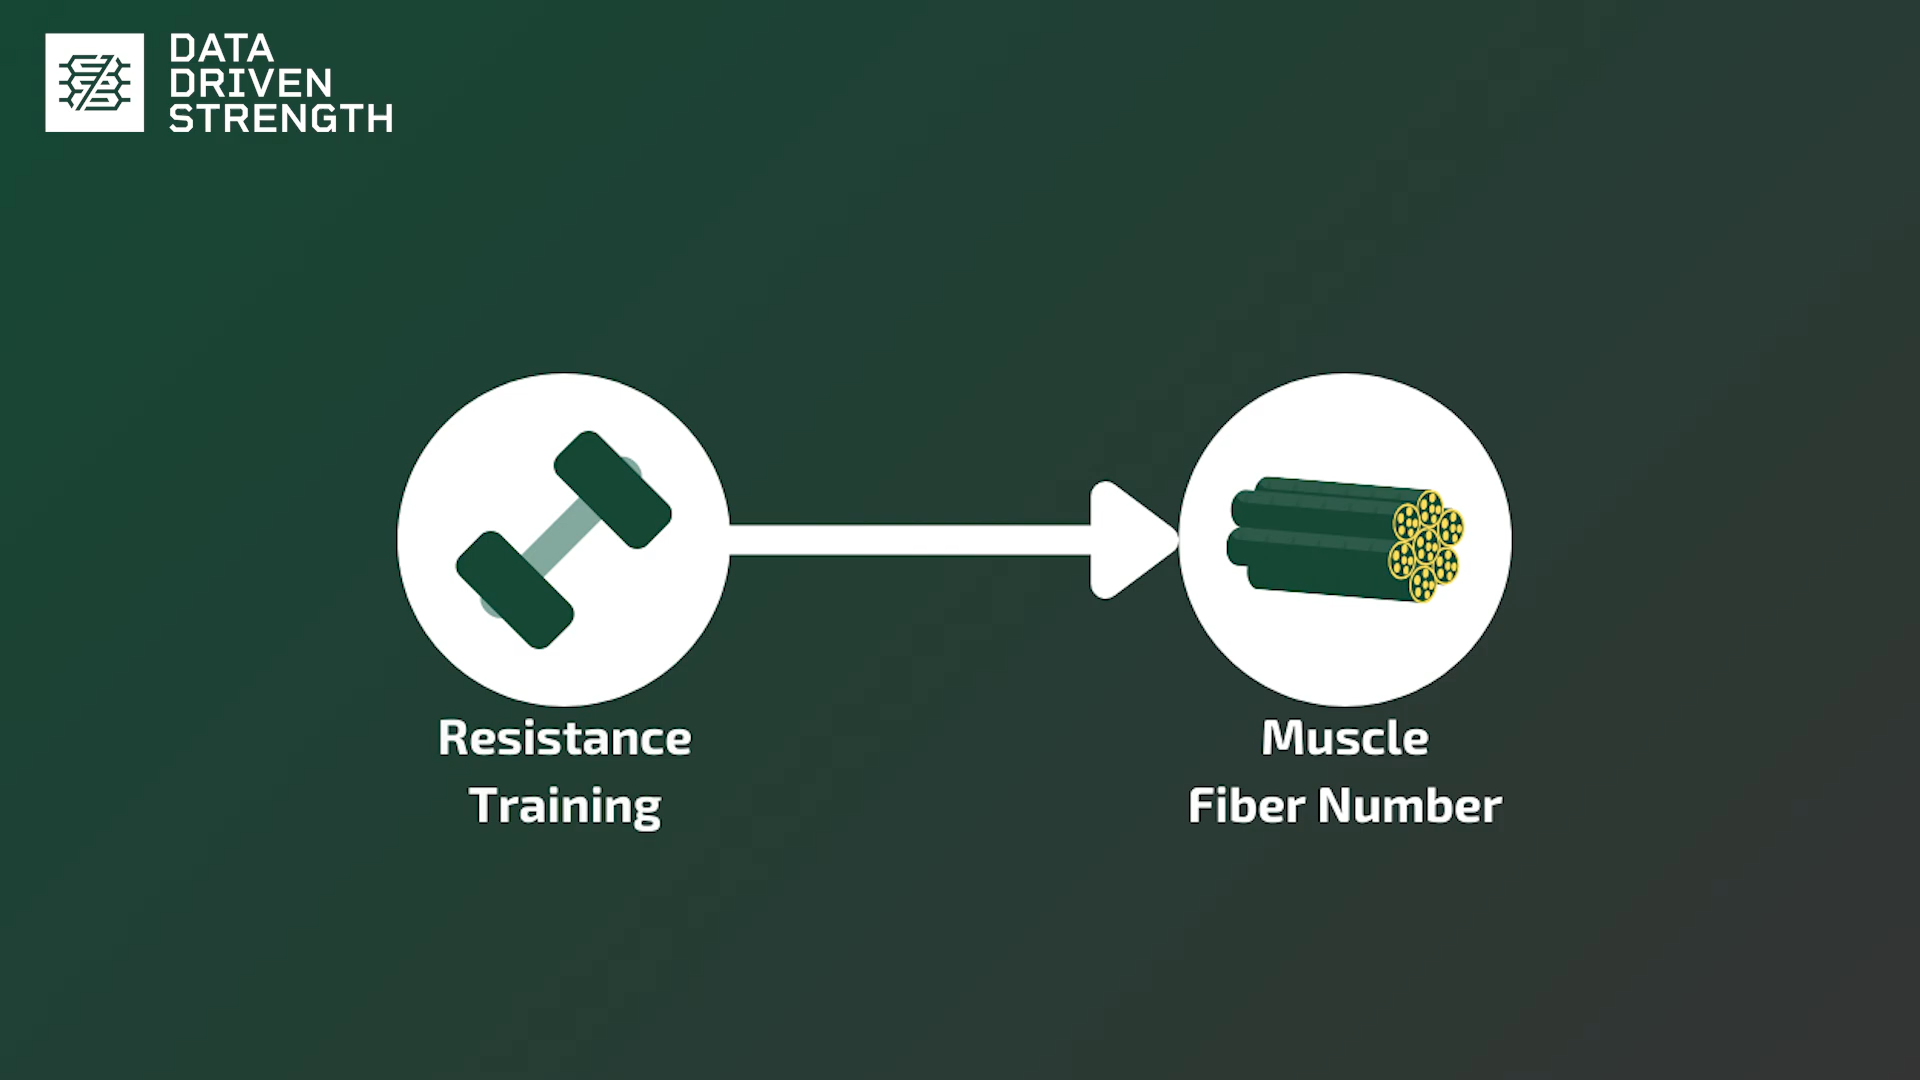 DATA
DRIVEN
STRENGTH
Resistance
Training
Muscle
Fiber Number